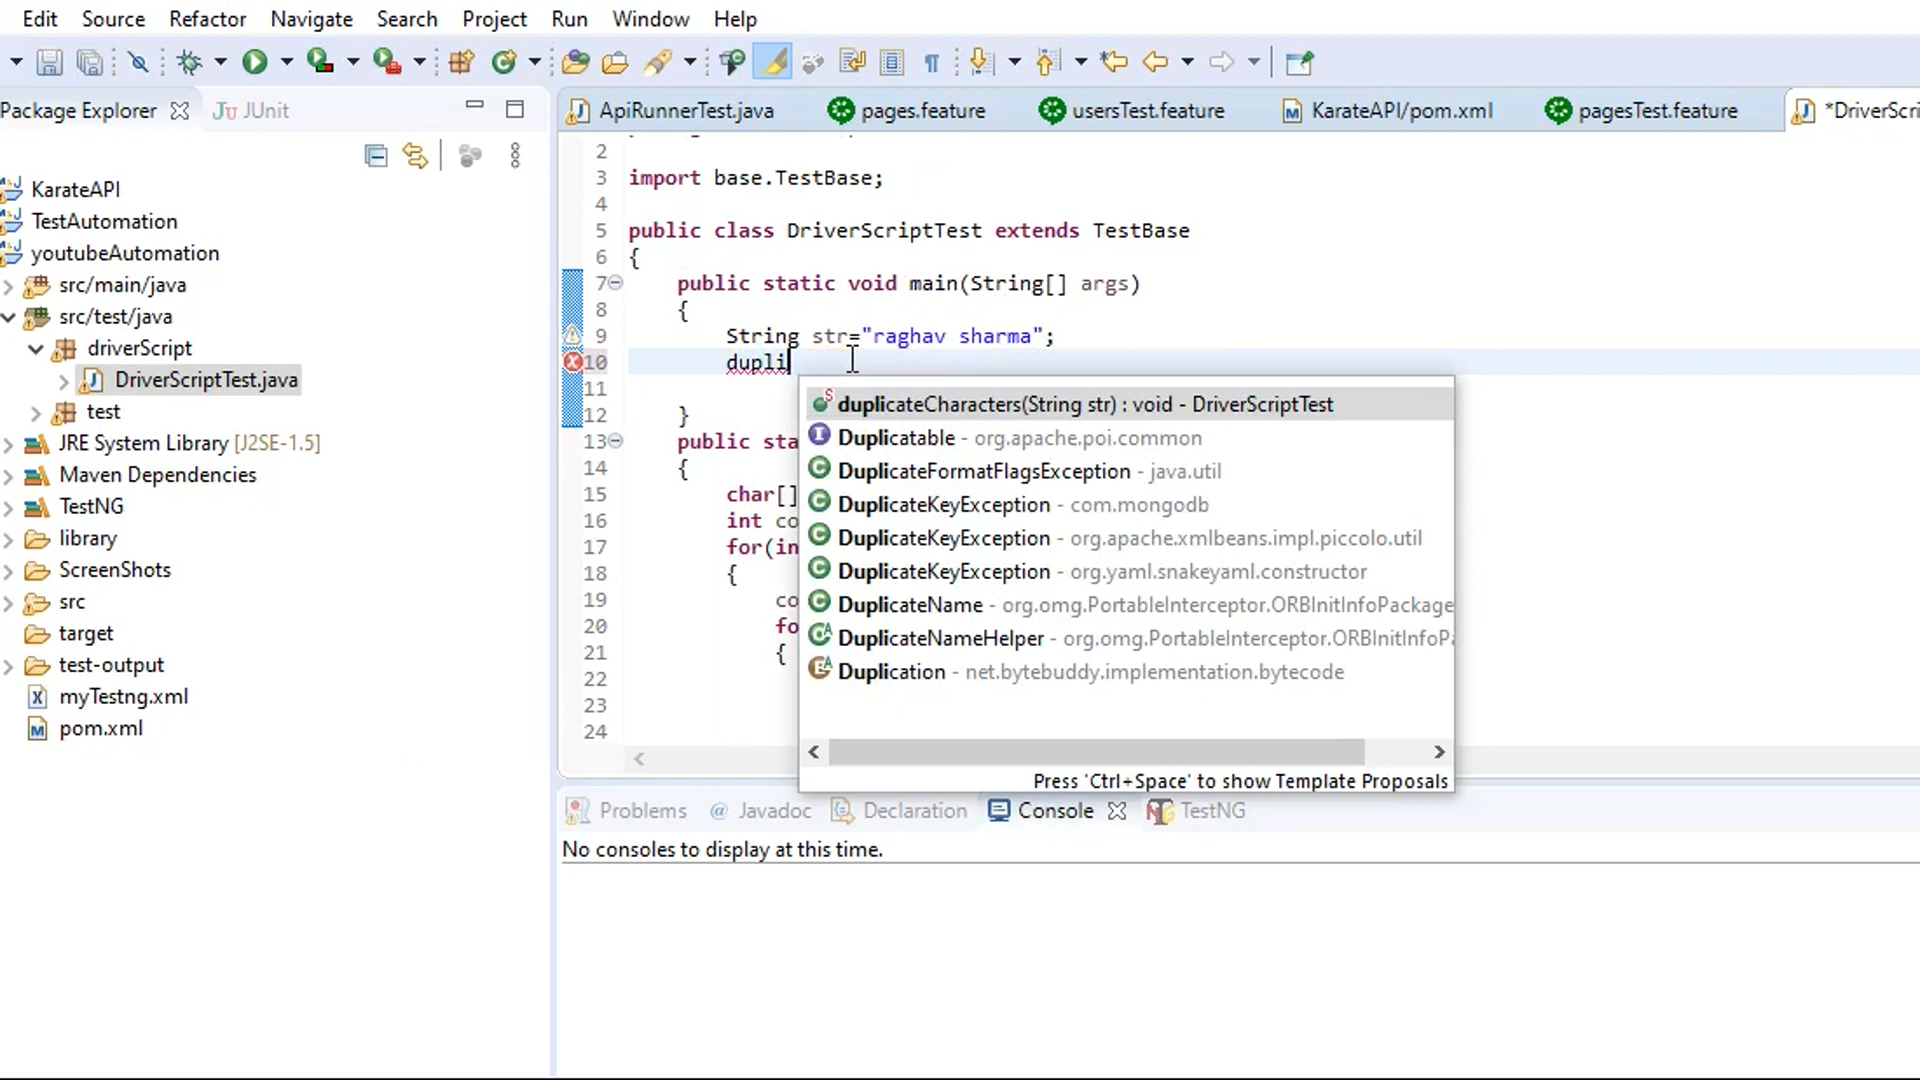 Edit Source Refactor Navigate Search Project Run Window Help
Package Explorer JUnit
ApiRunnerTest.java pages.feature usersTest.feature KarateAPI/pom.xml pagesTest.feature *DriverScri
KarateAPI
TestAutomation
youtubeAutomation
src/main/java
src/test/java
driverScript
DriverScriptTest.java
test
JRE System Library [J2SE-1.5]
Maven Dependencies
TestNG
library
ScreenShots
src
target
test-output
myTestng.xml
pom.xml
2
3 import base.TestBase;
4
5 public class DriverScriptTest extends TestBase
6 {
7 public static void main(String[] args)
8 {
9 String str="raghav sharma";
10 dupli
11
12 }
13 public sta
14 {
15 char[]
16 int co
17 for(in
18 {
19 co
20 fo
21 {
22
23
24
duplicateCharacters(String str) : void - DriverScriptTest
Duplicatable - org.apache.poi.common
DuplicateFormatFlagsException - java.util
DuplicateKeyException - com.mongodb
DuplicateKeyException - org.apache.xmlbeans.impl.piccolo.util
DuplicateKeyException - org.yaml.snakeyaml.constructor
DuplicateName - org.omg.PortableInterceptor.ORBInitInfoPackage
DuplicateNameHelper - org.omg.PortableInterceptor.ORBInitInfoPa
Duplication - net.bytebuddy.implementation.bytecode
Press 'Ctrl+Space' to show Template Proposals
Problems @ Javadoc Declaration Console TestNG
No consoles to display at this time.